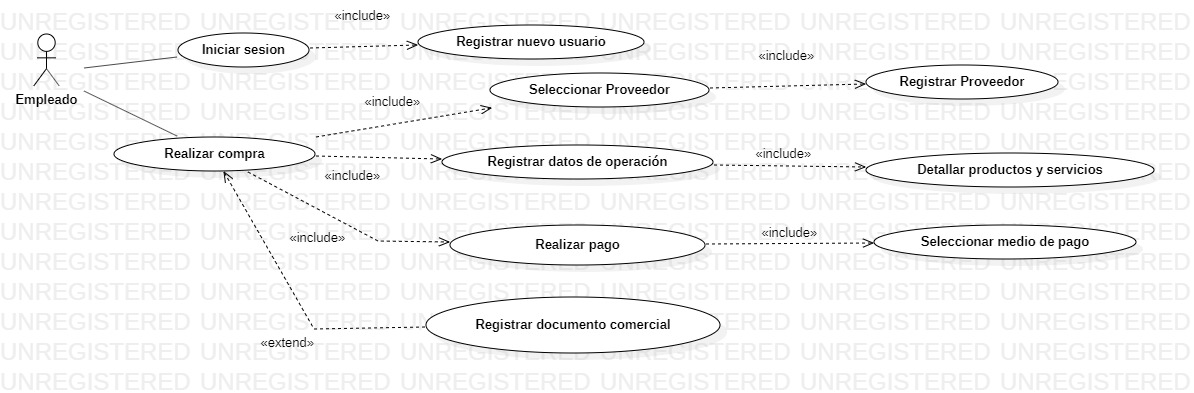 «include»
Iniciar sesion
Registrar nuevo usuario
Empleado
«include»
Seleccionar Proveedor
«include»
Registrar Proveedor
Realizar compra
«include»
Registrar datos de operación
«include»
Detallar productos y servicios
«include»
Realizar pago
«include»
Seleccionar medio de pago
Registrar documento comercial
«extend»
UNREGISTERED UNREGISTERED UNREGISTERED UNREGISTERED UNREGISTERED UNREGISTERED